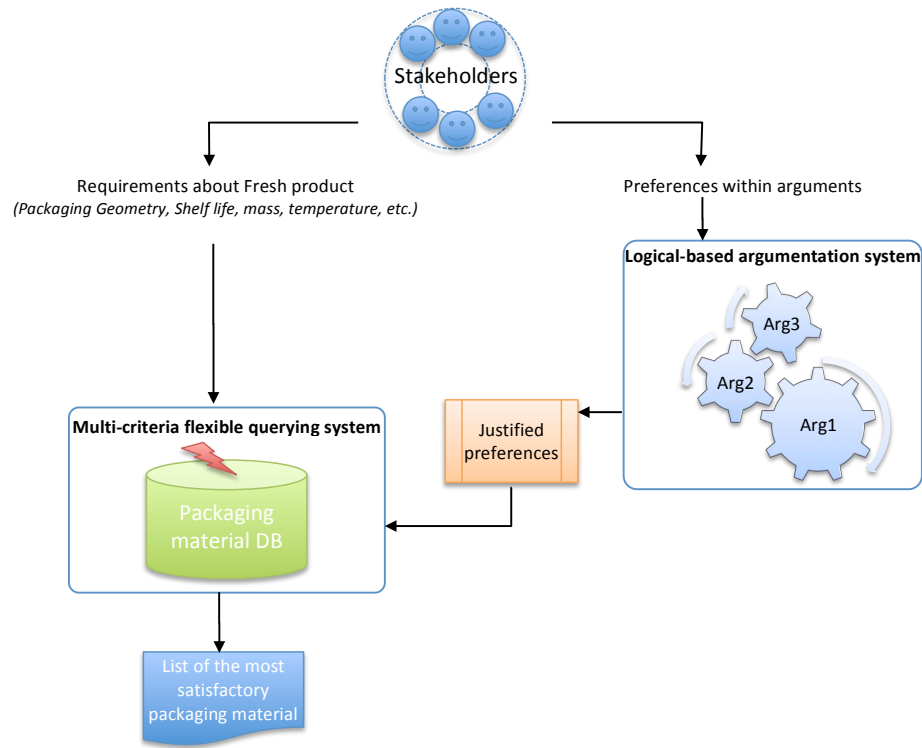 Stakeholders
Requirements about Fresh product
(Packaging Geometry, Shelf life, mass, temperature, etc.)
Preferences within arguments
Logical-based argumentation system
Arg3
Arg2
Arg1
Justified
preferences
Multi-criteria flexible querying system
Packaging
material DB
List of the most
satisfactory
packaging material